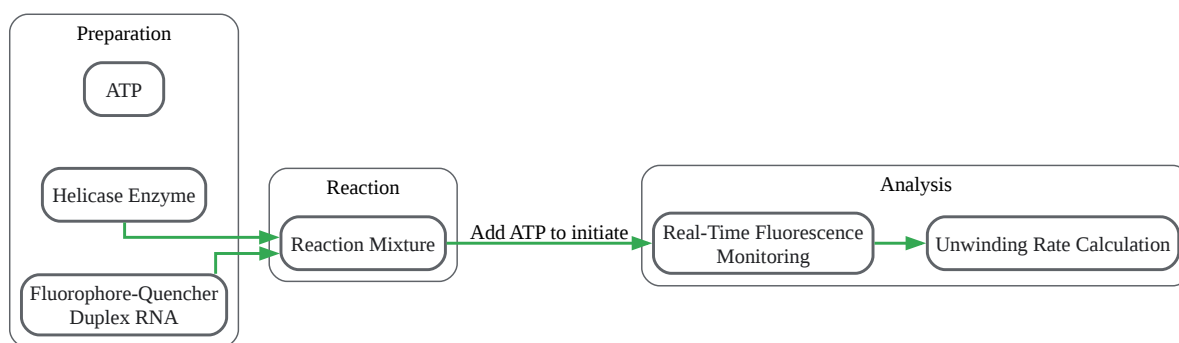 Preparation
ATP
Helicase Enzyme
Fluorophore-Quencher
Duplex RNA
Reaction
Reaction Mixture
Add ATP to initiate
Analysis
Real-Time Fluorescence
Monitoring
Unwinding Rate Calculation